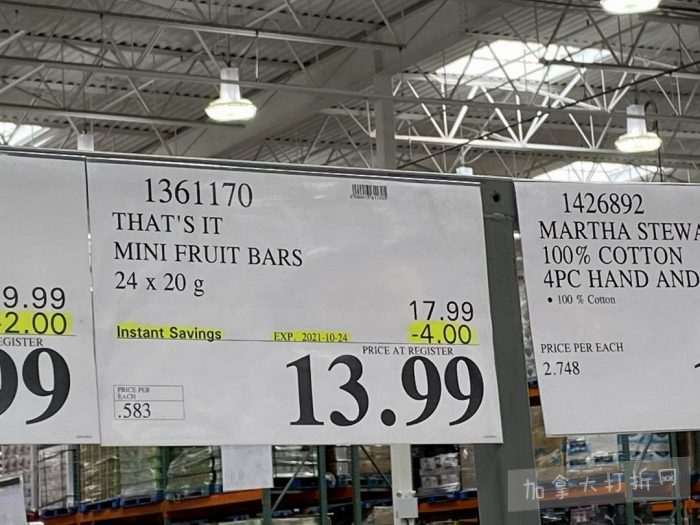 9.99
-2.00
EGISTER
99
1361170
THAT'S IT
MINI FRUIT BARS
24 x 20 g
17.99
Instant Savings EXP. 2021-10-24 -4.00
PRICE AT REGISTER
13.99
PRICE PER
EACH
.583
1426892
MARTHA STEWA
100% COTTON
4PC HAND AND
• 100 % Cotton
PRICE PER EACH
2.748
加拿大打折网